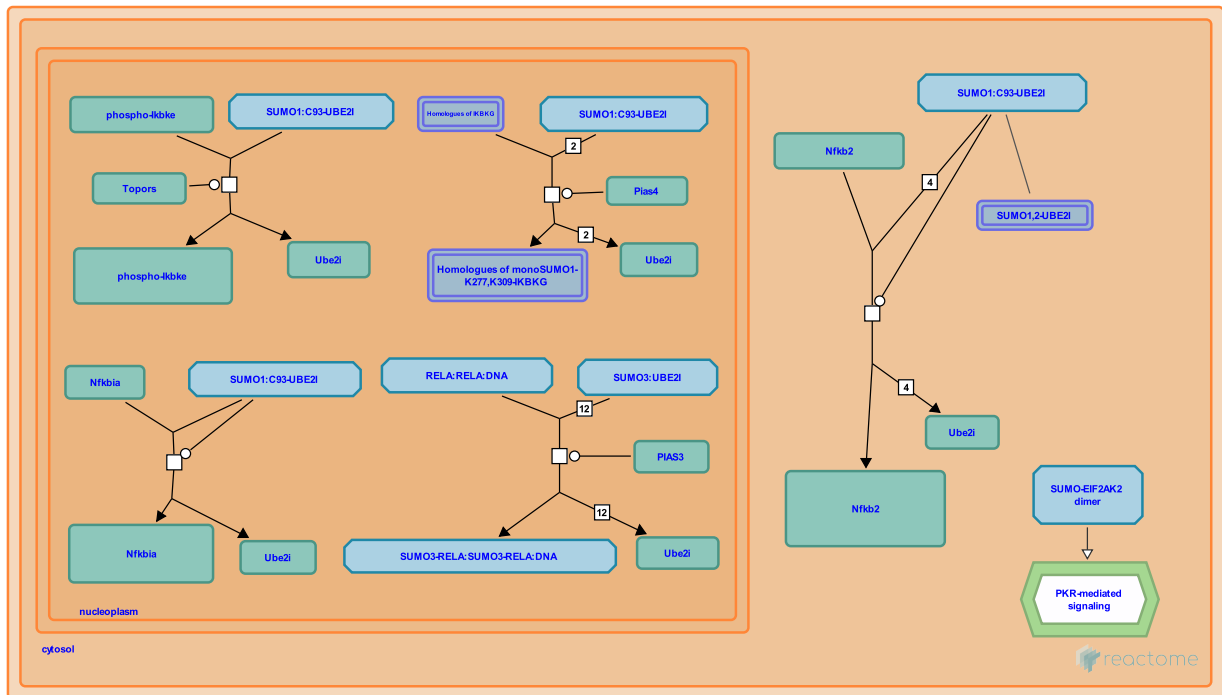 phospho-Ikbke
SUMO1:C93-UBE2I
Topors
phospho-Ikbke
Ube2i
Homologues of IKBKG
SUMO1:C93-UBE2I
2
Pias4
2
Homologues of monoSUMO1-
K277,K309-IKBKG
Ube2i
Nfkbia
SUMO1:C93-UBE2I
Nfkbia
Ube2i
RELA:RELA:DNA
SUMO3:UBE2I
12
PIAS3
12
SUMO3-RELA:SUMO3-RELA:DNA
Ube2i
nucleoplasm
cytosol
SUMO1:C93-UBE2I
Nfkb2
4
SUMO1,2-UBE2I
4
Ube2i
Nfkb2
SUMO-EIF2AK2
dimer
PKR-mediated
signaling
reactome